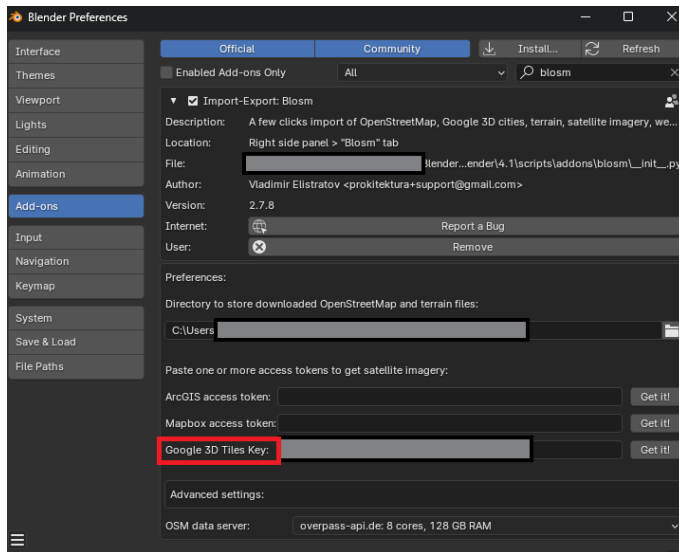 Blender Preferences
Interface
Themes
Viewport
Lights
Editing
Animation
Add-ons
Input
Navigation
Keymap
System
Save & Load
File Paths
Official Community Install... Refresh
Enabled Add-ons Only All blosm
Import-Export: Blosm
Description: A few clicks import of OpenStreetMap, Google 3D cities, terrain, satellite imagery, we...
Location: Right side panel > "Blosm" tab
File: Blender...ender\4.1\scripts\addons\blosm\__init__.py
Author: Vladimir Elistratov <prokitektura+support@gmail.com>
Version: 2.7.8
Internet: Report a Bug
User: Remove
Preferences:
Directory to store downloaded OpenStreetMap and terrain files:
C:\Users
Paste one or more access tokens to get satellite imagery:
ArcGIS access token: Get it!
Mapbox access token: Get it!
Google 3D Tiles Key: Get it!
Advanced settings:
OSM data server: overpass-api.de: 8 cores, 128 GB RAM